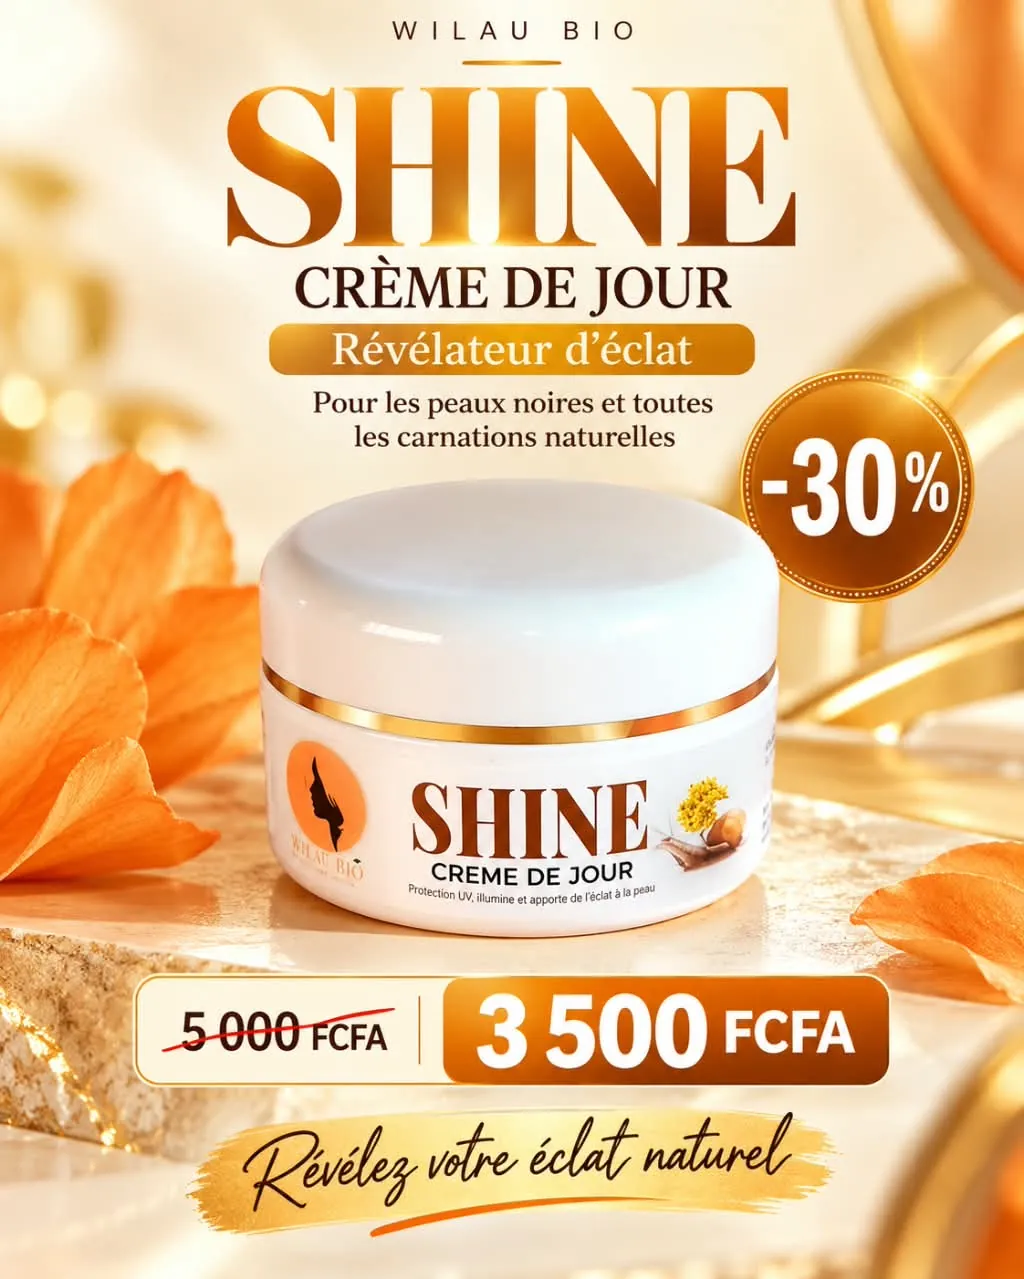 WILAU BIO
SHINE
CRÈME DE JOUR
Révélateur d'éclat
Pour les peaux noires et toutes
les carnations naturelles
-30%
WILAU BIO
SHINE
CREME DE JOUR
Protection UV, illumine et apporte de l'éclat à la peau
5 000 FCFA
3 500 FCFA
Révélez votre éclat naturel